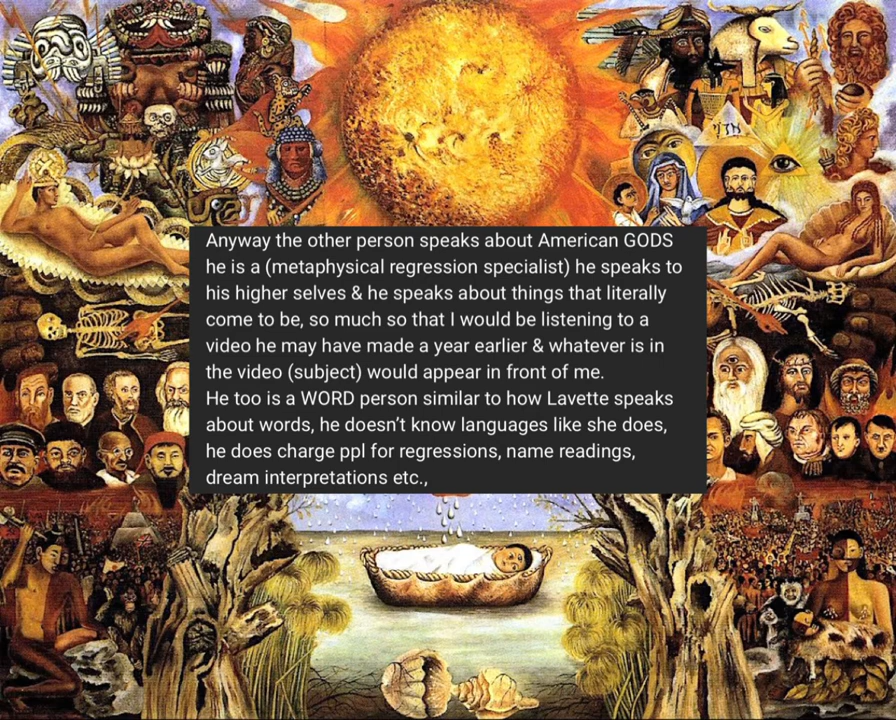 Anyway the other person speaks about American GODS
he is a (metaphysical regression specialist) he speaks to
his higher selves & he speaks about things that literally
come to be, so much so that I would be listening to a
video he may have made a year earlier & whatever is in
the video (subject) would appear in front of me.
He too is a WORD person similar to how Lavette speaks
about words, he doesn’t know languages like she does,
he does charge ppl for regressions, name readings,
dream interpretations etc.,